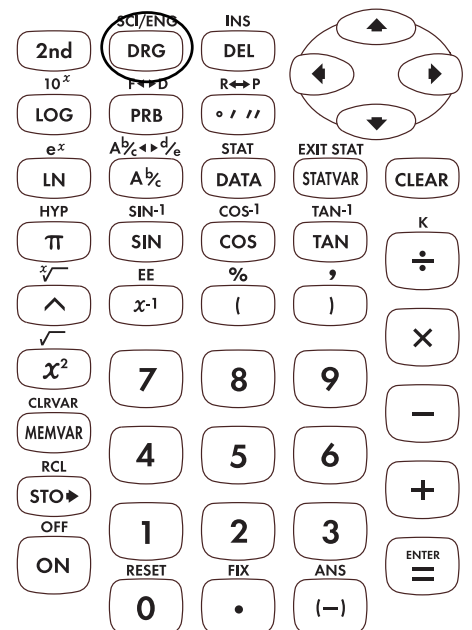 SCI/ENG INS
2nd DRG DEL
10ˣ F◄►D R◄►P
LOG PRB ° ′ ″
eˣ Aᵇ⁄c◄►ᵈ⁄e STAT EXIT STAT
LN Aᵇ⁄c DATA STATVAR CLEAR
HYP SIN-1 COS-1 TAN-1 K
π SIN COS TAN ÷
ˣ√ EE % ,
^ x-1 ( ) ×
√
x² 7 8 9
CLRVAR −
MEMVAR 4 5 6
RCL +
STO►
OFF 1 2 3
ON RESET FIX ANS ENTER =
0 . (−)